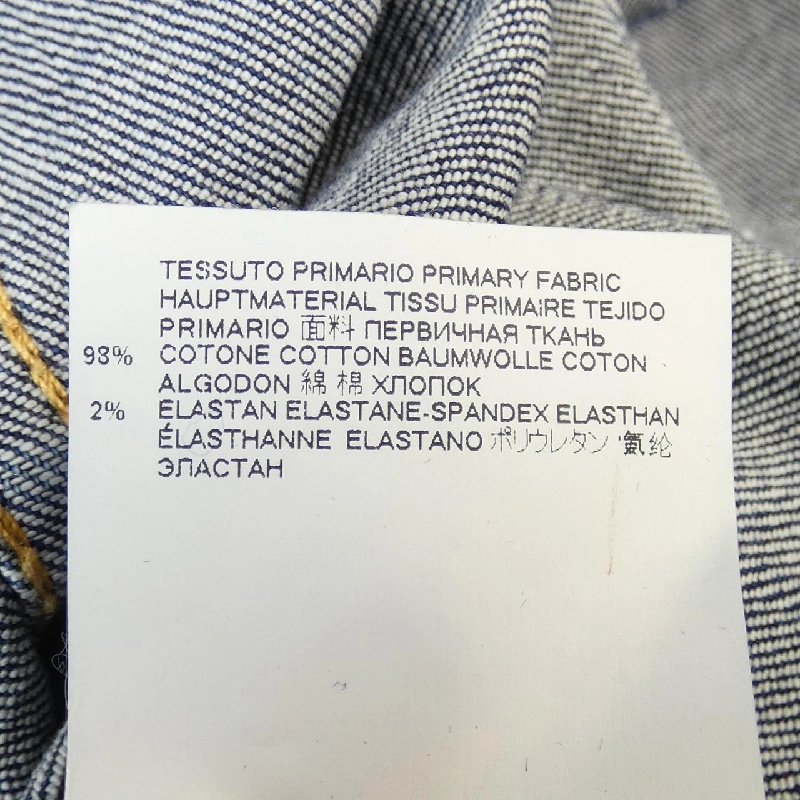 TESSUTO PRIMARIO PRIMARY FABRIC
HAUPTMATERIAL TISSU PRIMAIRE TEJIDO
PRIMARIO 面料 ПЕРВИЧНАЯ ТКАНЬ
98% COTONE COTTON BAUMWOLLE COTON
ALGODON 綿 棉 ХЛОПОК
2% ELASTAN ELASTANE-SPANDEX ELASTHAN
ÉLASTHANNE ELASTANO ポリウレタン 氨纶
ЭЛАСТАН